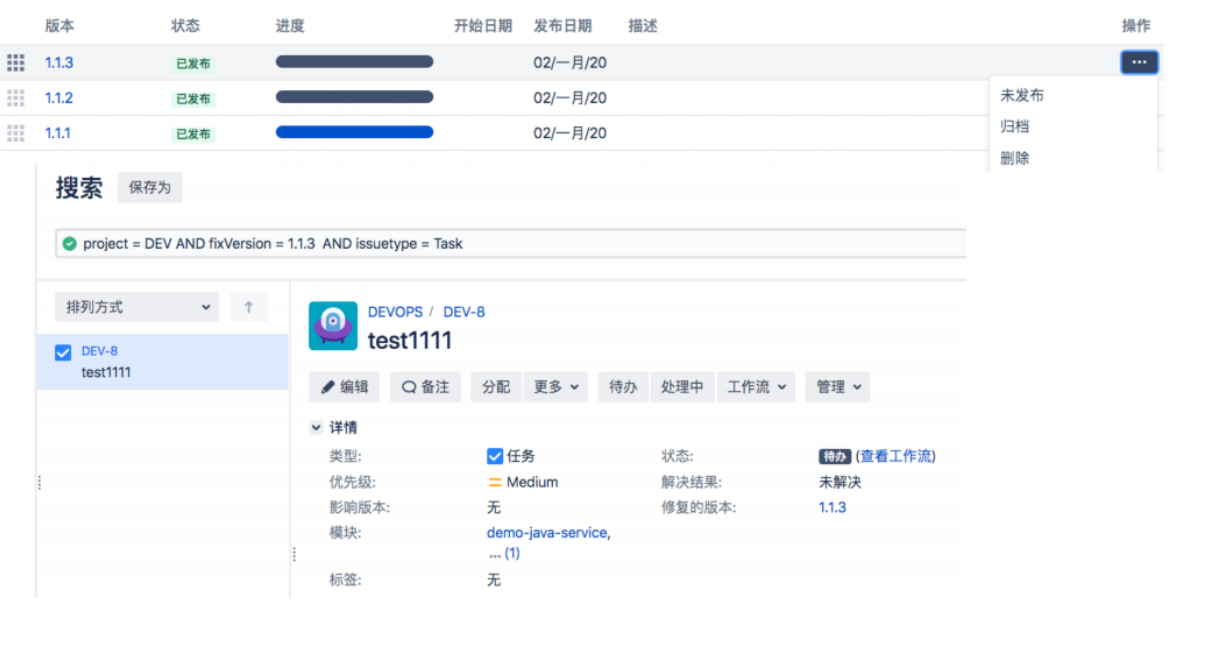 版本 状态 进度 开始日期 发布日期 描述 操作
1.1.3 已发布 02/一月/20 ···
1.1.2 已发布 02/一月/20
1.1.1 已发布 02/一月/20
未发布
归档
删除
搜索 保存为
project = DEV AND fixVersion = 1.1.3 AND issuetype = Task
排列方式
DEV-8
test1111
DEVOPS / DEV-8
test1111
编辑 备注 分配 更多 待办 处理中 工作流 管理
详情
类型: 任务 状态: 待办 (查看工作流)
优先级: Medium 解决结果: 未解决
影响版本: 无 修复的版本: 1.1.3
模块: demo-java-service,
... (1)
标签: 无